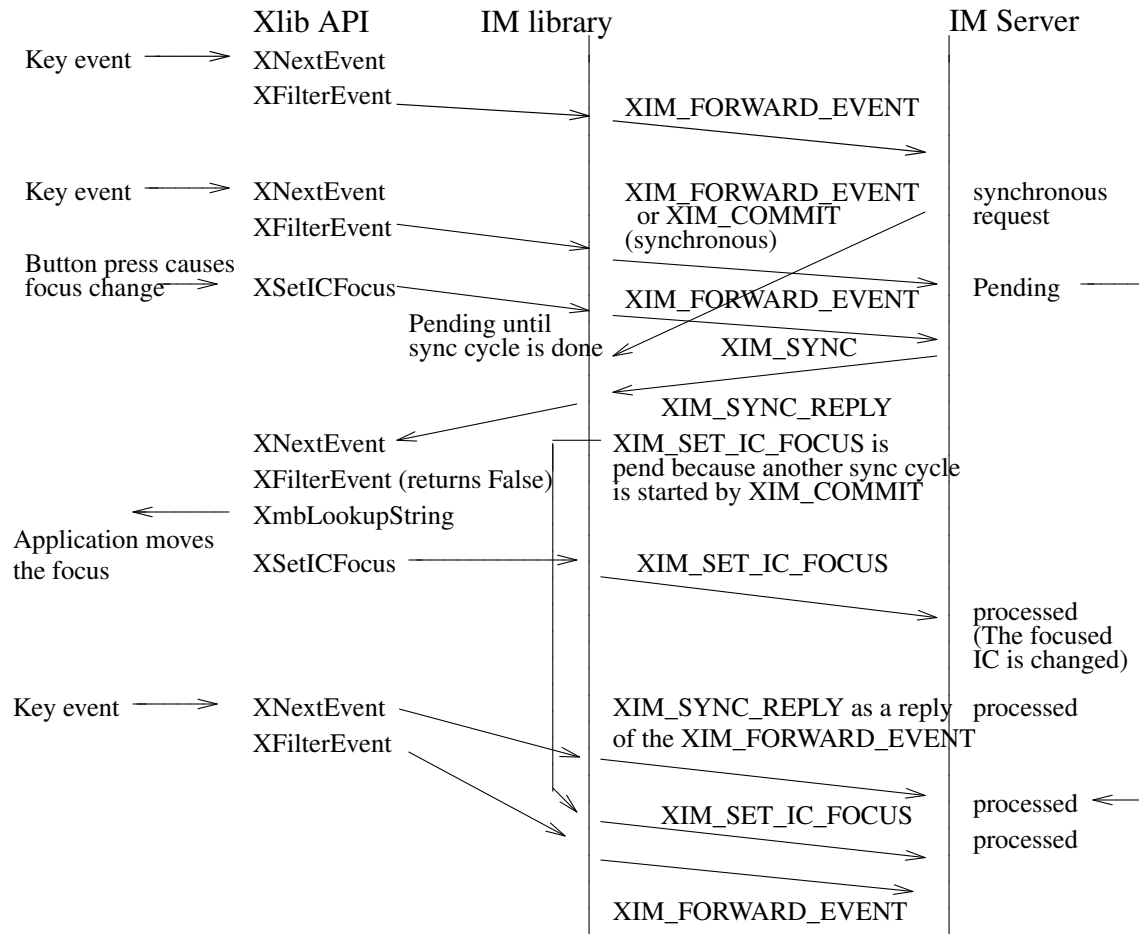 Xlib API IM library IM Server
Key event XNextEvent
XFilterEvent XIM_FORWARD_EVENT
Key event XNextEvent XIM_FORWARD_EVENT synchronous
XFilterEvent or XIM_COMMIT request
(synchronous)
Button press causes
focus change XSetICFocus XIM_FORWARD_EVENT Pending
Pending until
sync cycle is done XIM_SYNC
XIM_SYNC_REPLY
XNextEvent XIM_SET_IC_FOCUS is
XFilterEvent (returns False) pend because another sync cycle
is started by XIM_COMMIT
XmbLookupString
Application moves
the focus XSetICFocus XIM_SET_IC_FOCUS
processed
(The focused
IC is changed)
Key event XNextEvent XIM_SYNC_REPLY as a reply processed
XFilterEvent of the XIM_FORWARD_EVENT
processed
XIM_SET_IC_FOCUS
processed
XIM_FORWARD_EVENT